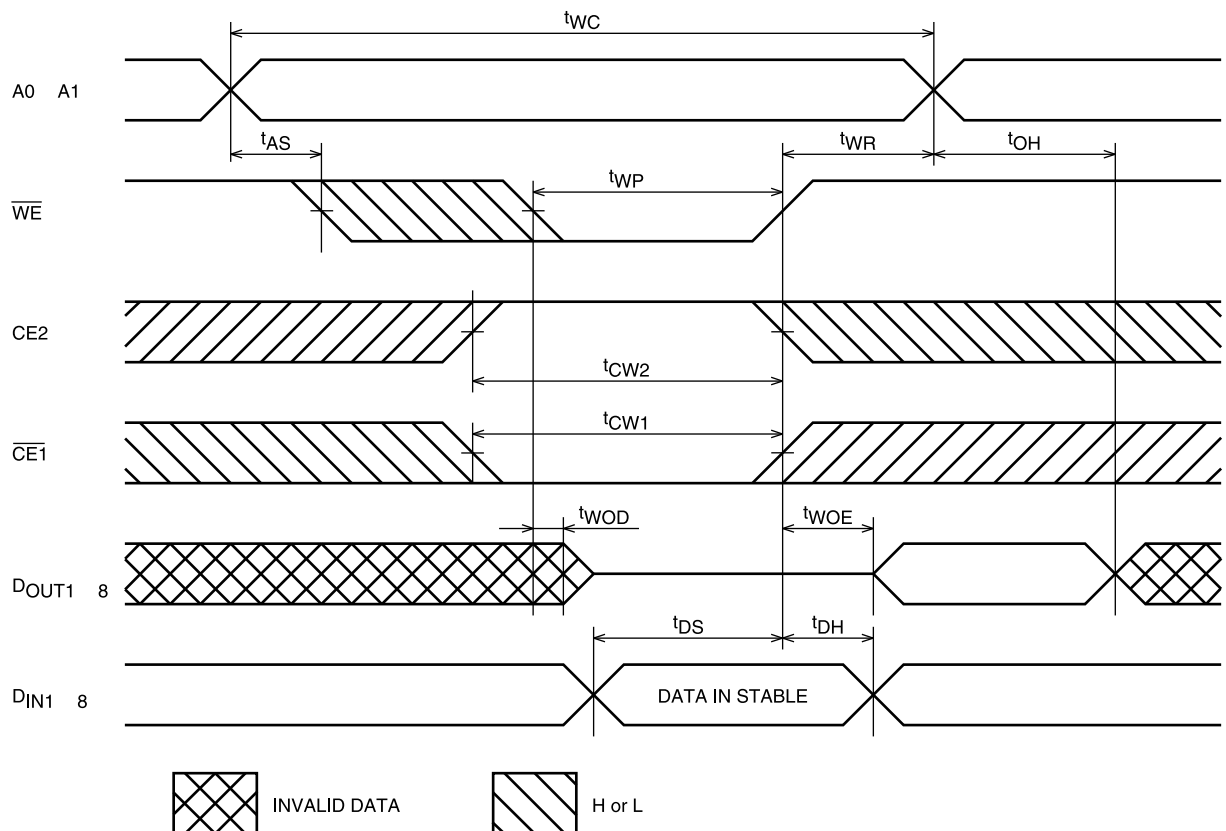 tWC
A0 A1
tAS
tWR
tOH
WE
tWP
CE2
tCW2
CE1
tCW1
tWOD
tWOE
DOUT1 8
tDS
tDH
DIN1 8
DATA IN STABLE
INVALID DATA
H or L